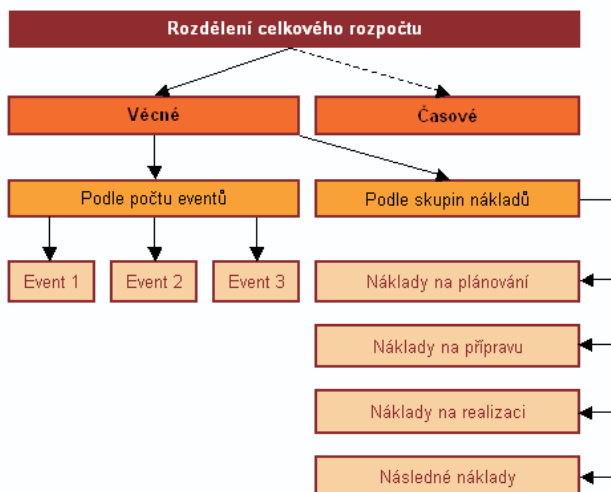 Rozdělení celkového rozpočtu
Věcné
Časové
Podle počtu eventů
Podle skupin nákladů
Event 1
Event 2
Event 3
Náklady na plánování
Náklady na přípravu
Náklady na realizaci
Následné náklady